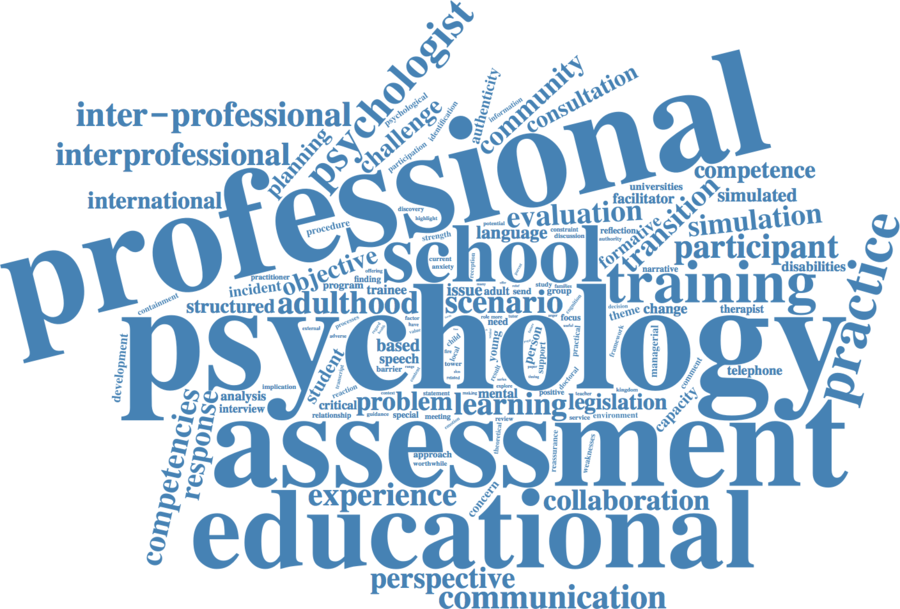 psychologist
inter-professional
interprofessional
international
planning
challenge
psychological
participation
identification
authenticity
information
community
consultation
professional
competence
universities
facilitator
simulated
transition
formative
simulation
participant
disabilities
practice
discovery
highlight
procedure
strength
potential
language
evaluation
constraint
discussion
reflection
authority
school
current
anxiety
narrative
training
practitioner
incident
objective
offering
finding
program
trainee
containment
structured
adulthood
issue
adult
send
study
families
group
scenario
decision
theme
change
therapist
psychology
development
external
processes
adverse
factor
have
based
speech
barrier
need
focus
young
child
local
tower
person
support
practical
doctoral
framework
managerial
telephone
comment
capacity
student
transcript
reaction
implication
analysis
interview
critical
relationship
problem
guidance
special
meeting
statement
learning
mental
explore
positive
teacher
kingdom
legislation
service
environment
review
theoretical
competencies
response
assessment
approach
worthwhile
reassurance
weaknesses
experience
concern
collaboration
educational
perspective
communication